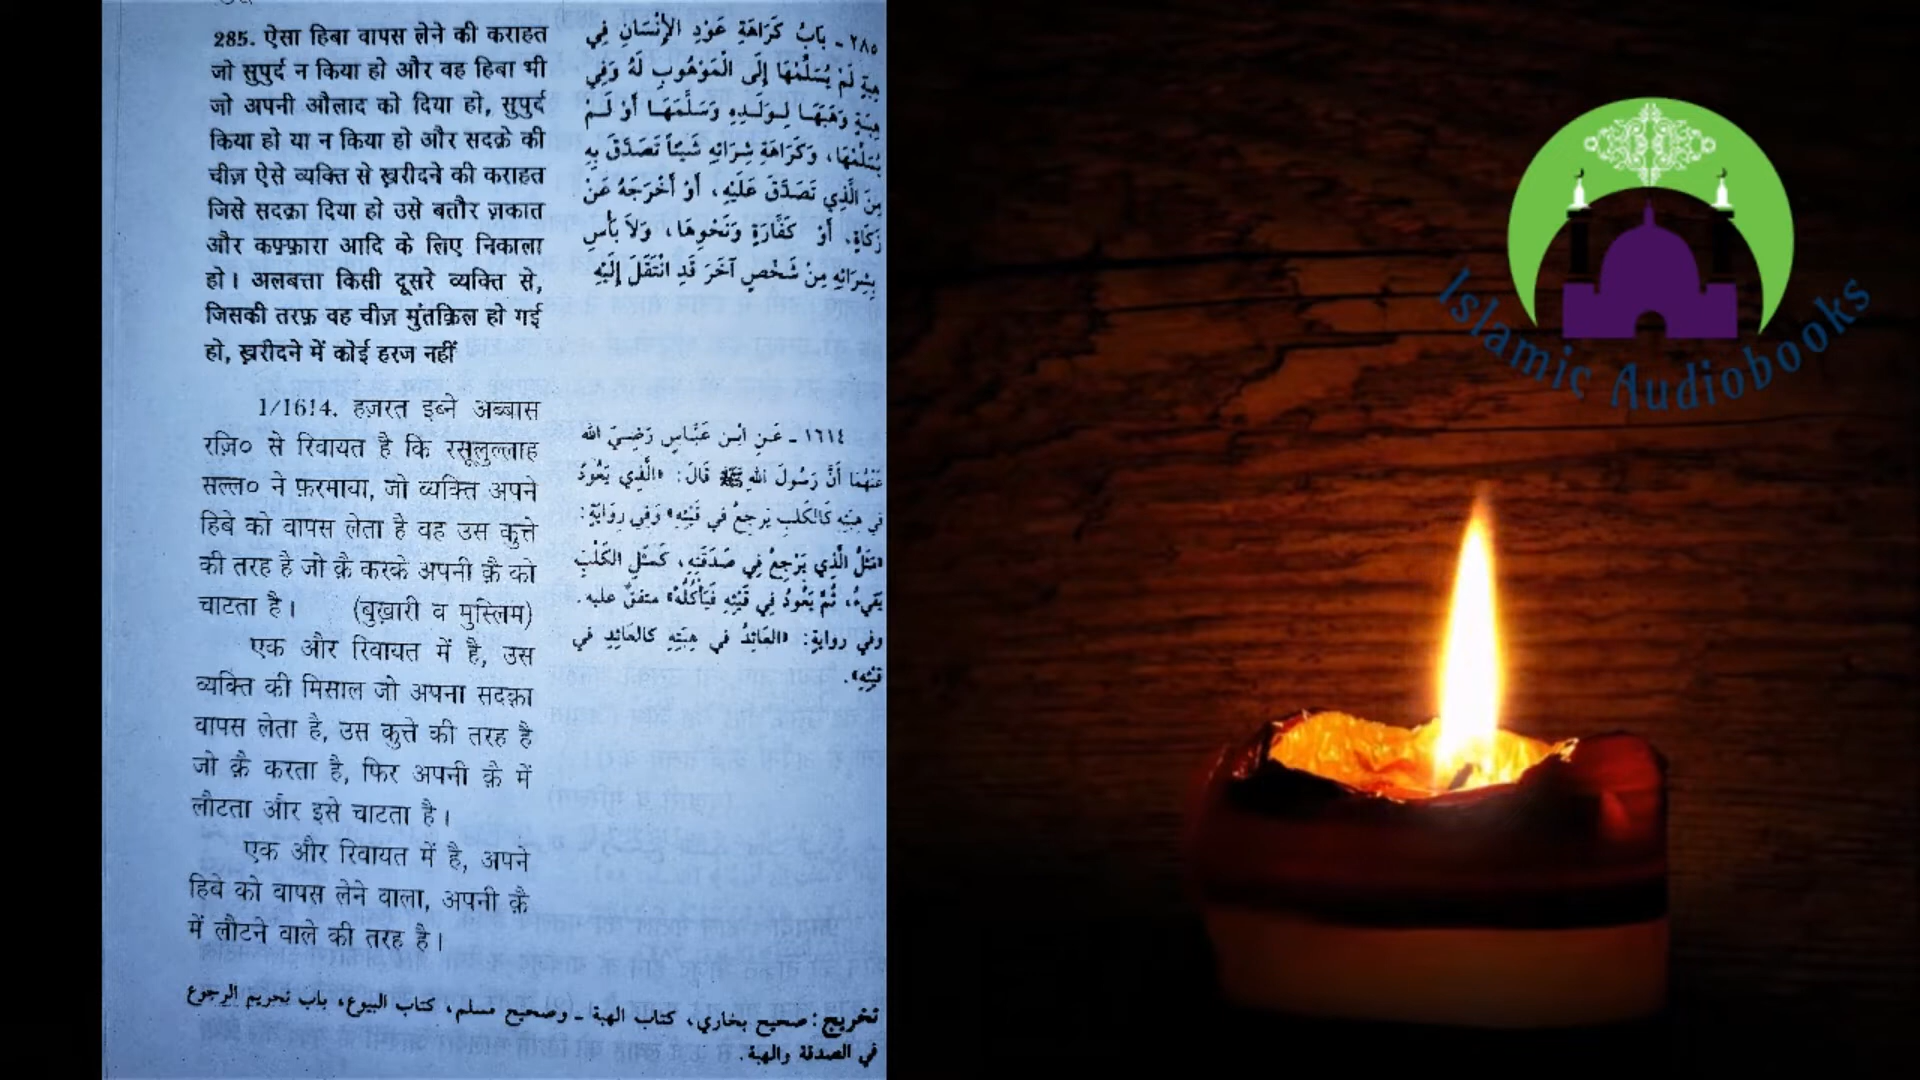 285. ऐसा हिबा वापस लेने की कराहत
जो सुपुर्द न किया हो और वह हिबा भी
जो अपनी औलाद को दिया हो, सुपुर्द
किया हो या न किया हो और सदक़े की
चीज़ ऐसे व्यक्ति से ख़रीदने की कराहत
जिसे सदक़ा दिया हो उसे बतौर ज़कात
और कफ़्फ़ारा आदि के लिए निकाला
हो। अलबत्ता किसी दूसरे व्यक्ति से,
जिसकी तरफ़ वह चीज़ मुंतक़िल हो गई
हो, ख़रीदने में कोई हरज नहीं
٢٨٥ ـ بَابُ كَرَاهَةِ عَوْدِ الإِنْسَانِ فِي
هِبَةٍ لَمْ يُسَلِّمْهَا إِلَى الْمَوْهُوبِ لَهُ وَفِي
هِبَةٍ وَهَبَهَا لِوَلَدِهِ وَسَلَّمَهَا أَوْ لَمْ
يُسَلِّمْهَا، وَكَرَاهَةِ شِرَائِهِ شَيْئاً تَصَدَّقَ بِهِ
مِنَ الَّذِي تَصَدَّقَ عَلَيْهِ، أَوْ أَخْرَجَهُ عَنْ
زَكَاةٍ، أَوْ كَفَّارَةٍ وَنَحْوِهَا، وَلاَ بَأْسَ
بِشِرَائِهِ مِنْ شَخْصٍ آخَرَ قَدِ انْتَقَلَ إِلَيْهِ
1/1614. हज़रत इब्ने अब्बास
रज़ि० से रिवायत है कि रसूलुल्लाह
सल्ल० ने फ़रमाया, जो व्यक्ति अपने
हिबे को वापस लेता है वह उस कुत्ते
की तरह है जो क़ै करके अपनी क़ै को
चाटता है। (बुख़ारी व मुस्लिम)
एक और रिवायत में है, उस
व्यक्ति की मिसाल जो अपना सदक़ा
वापस लेता है, उस कुत्ते की तरह है
जो क़ै करता है, फिर अपनी क़ै में
लौटता और इसे चाटता है।
एक और रिवायत में है, अपने
हिबे को वापस लेने वाला, अपनी क़ै
में लौटने वाले की तरह है।
١٦١٤ ـ عَنِ ابْنِ عَبَّاسٍ رَضِيَ اللهُ
عَنْهُمَا أَنَّ رَسُولَ اللهِ ﷺ قَالَ: «الَّذِي يَعُودُ
فِي هِبَتِهِ كَالكَلْبِ يَرْجِعُ فِي قَيْئِهِ» وَفِي رِوَايَةٍ:
«مَثَلُ الَّذِي يَرْجِعُ فِي صَدَقَتِهِ، كَمَثَلِ الكَلْبِ
يَقِيءُ، ثُمَّ يَعُودُ فِي قَيْئِهِ فَيَأْكُلُهُ» متفقٌ عليه.
وفي روايةٍ: «العَائِدُ في هِبَتِهِ كالعَائِدِ في
قَيْئِهِ».
تخريج: صحيح بخاري، كتاب الهبة ـ وصحيح مسلم، كتاب البيوع، باب تحريم الرجوع
في الصدقة والهبة.
Islamic Audiobooks